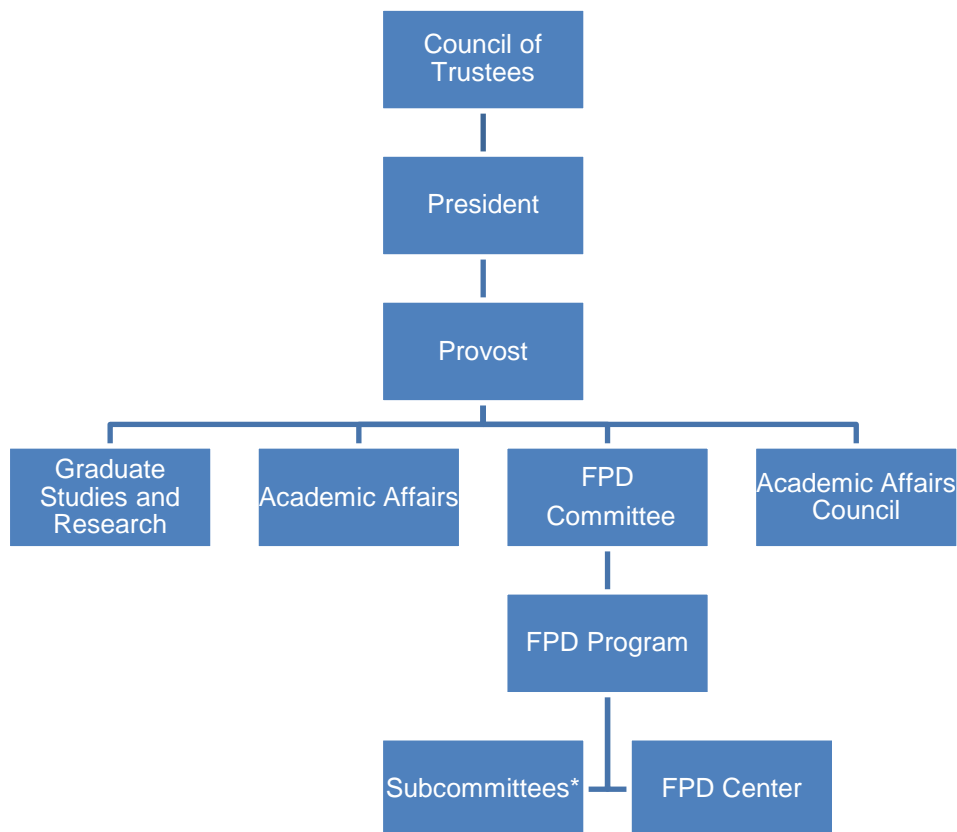 Council of
Trustees
President
Provost
Graduate
Studies and
Research
Academic Affairs
FPD
Committee
Academic Affairs
Council
FPD Program
Subcommittees*
FPD Center